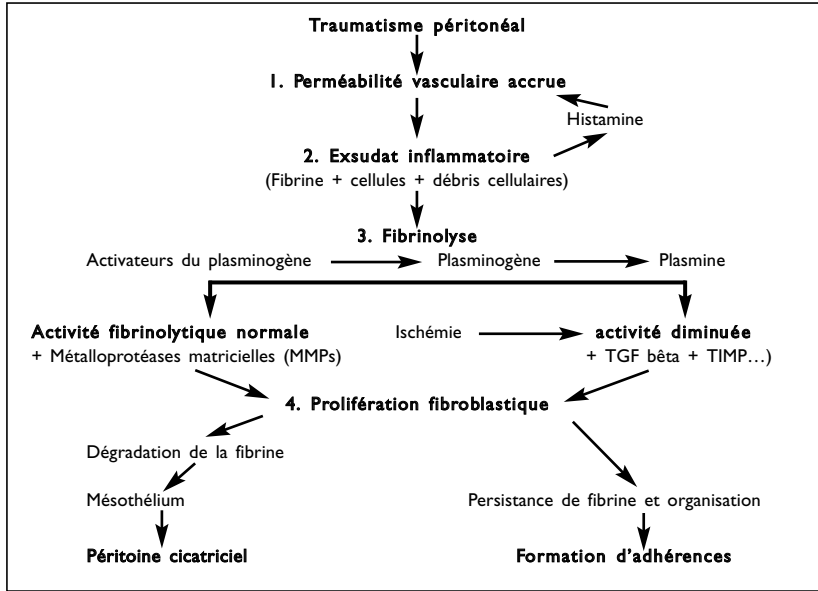 Traumatisme péritonéal
1. Perméabilité vasculaire accrue
Histamine
2. Exsudat inflammatoire
(Fibrine + cellules + débris cellulaires)
3. Fibrinolyse
Activateurs du plasminogène Plasminogène Plasmine
Activité fibrinolytique normale Ischémie activité diminuée
+ Métalloprotéases matricielles (MMPs) + TGF bêta + TIMP…)
4. Prolifération fibroblastique
Dégradation de la fibrine
Mésothélium Persistance de fibrine et organisation
Péritoine cicatriciel Formation d'adhérences